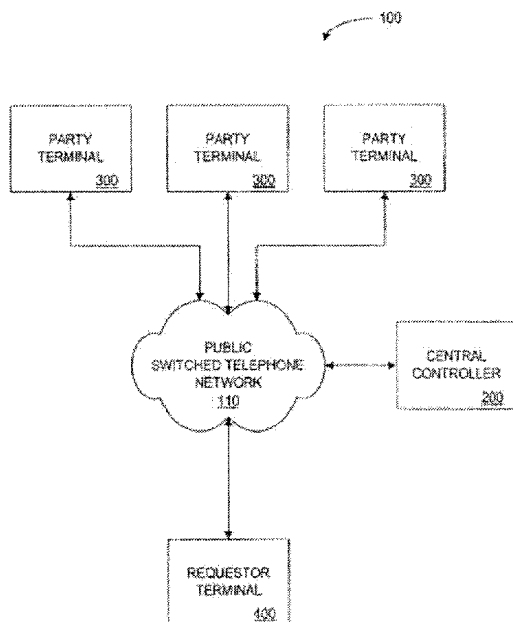 100
PARTY
TERMINAL
300
PARTY
TERMINAL
300
PARTY
TERMINAL
300
PUBLIC
SWITCHED TELEPHONE
NETWORK
110
CENTRAL
CONTROLLER
200
REQUESTOR
TERMINAL
400